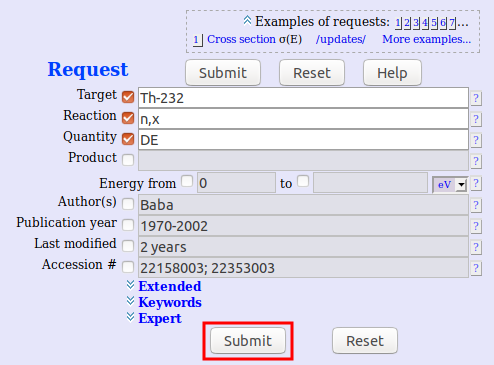 Examples of requests: 1 2 3 4 5 6 7 ...
1 Cross section σ(E) /updates/ More examples...
Request Submit Reset Help
Target Th-232 ?
Reaction n,x ?
Quantity DE ?
Product ?
Energy from 0 to eV ?
Author(s) Baba ?
Publication year 1970-2002 ?
Last modified 2 years ?
Accession # 22158003; 22353003 ?
Extended
Keywords
Expert
Submit Reset